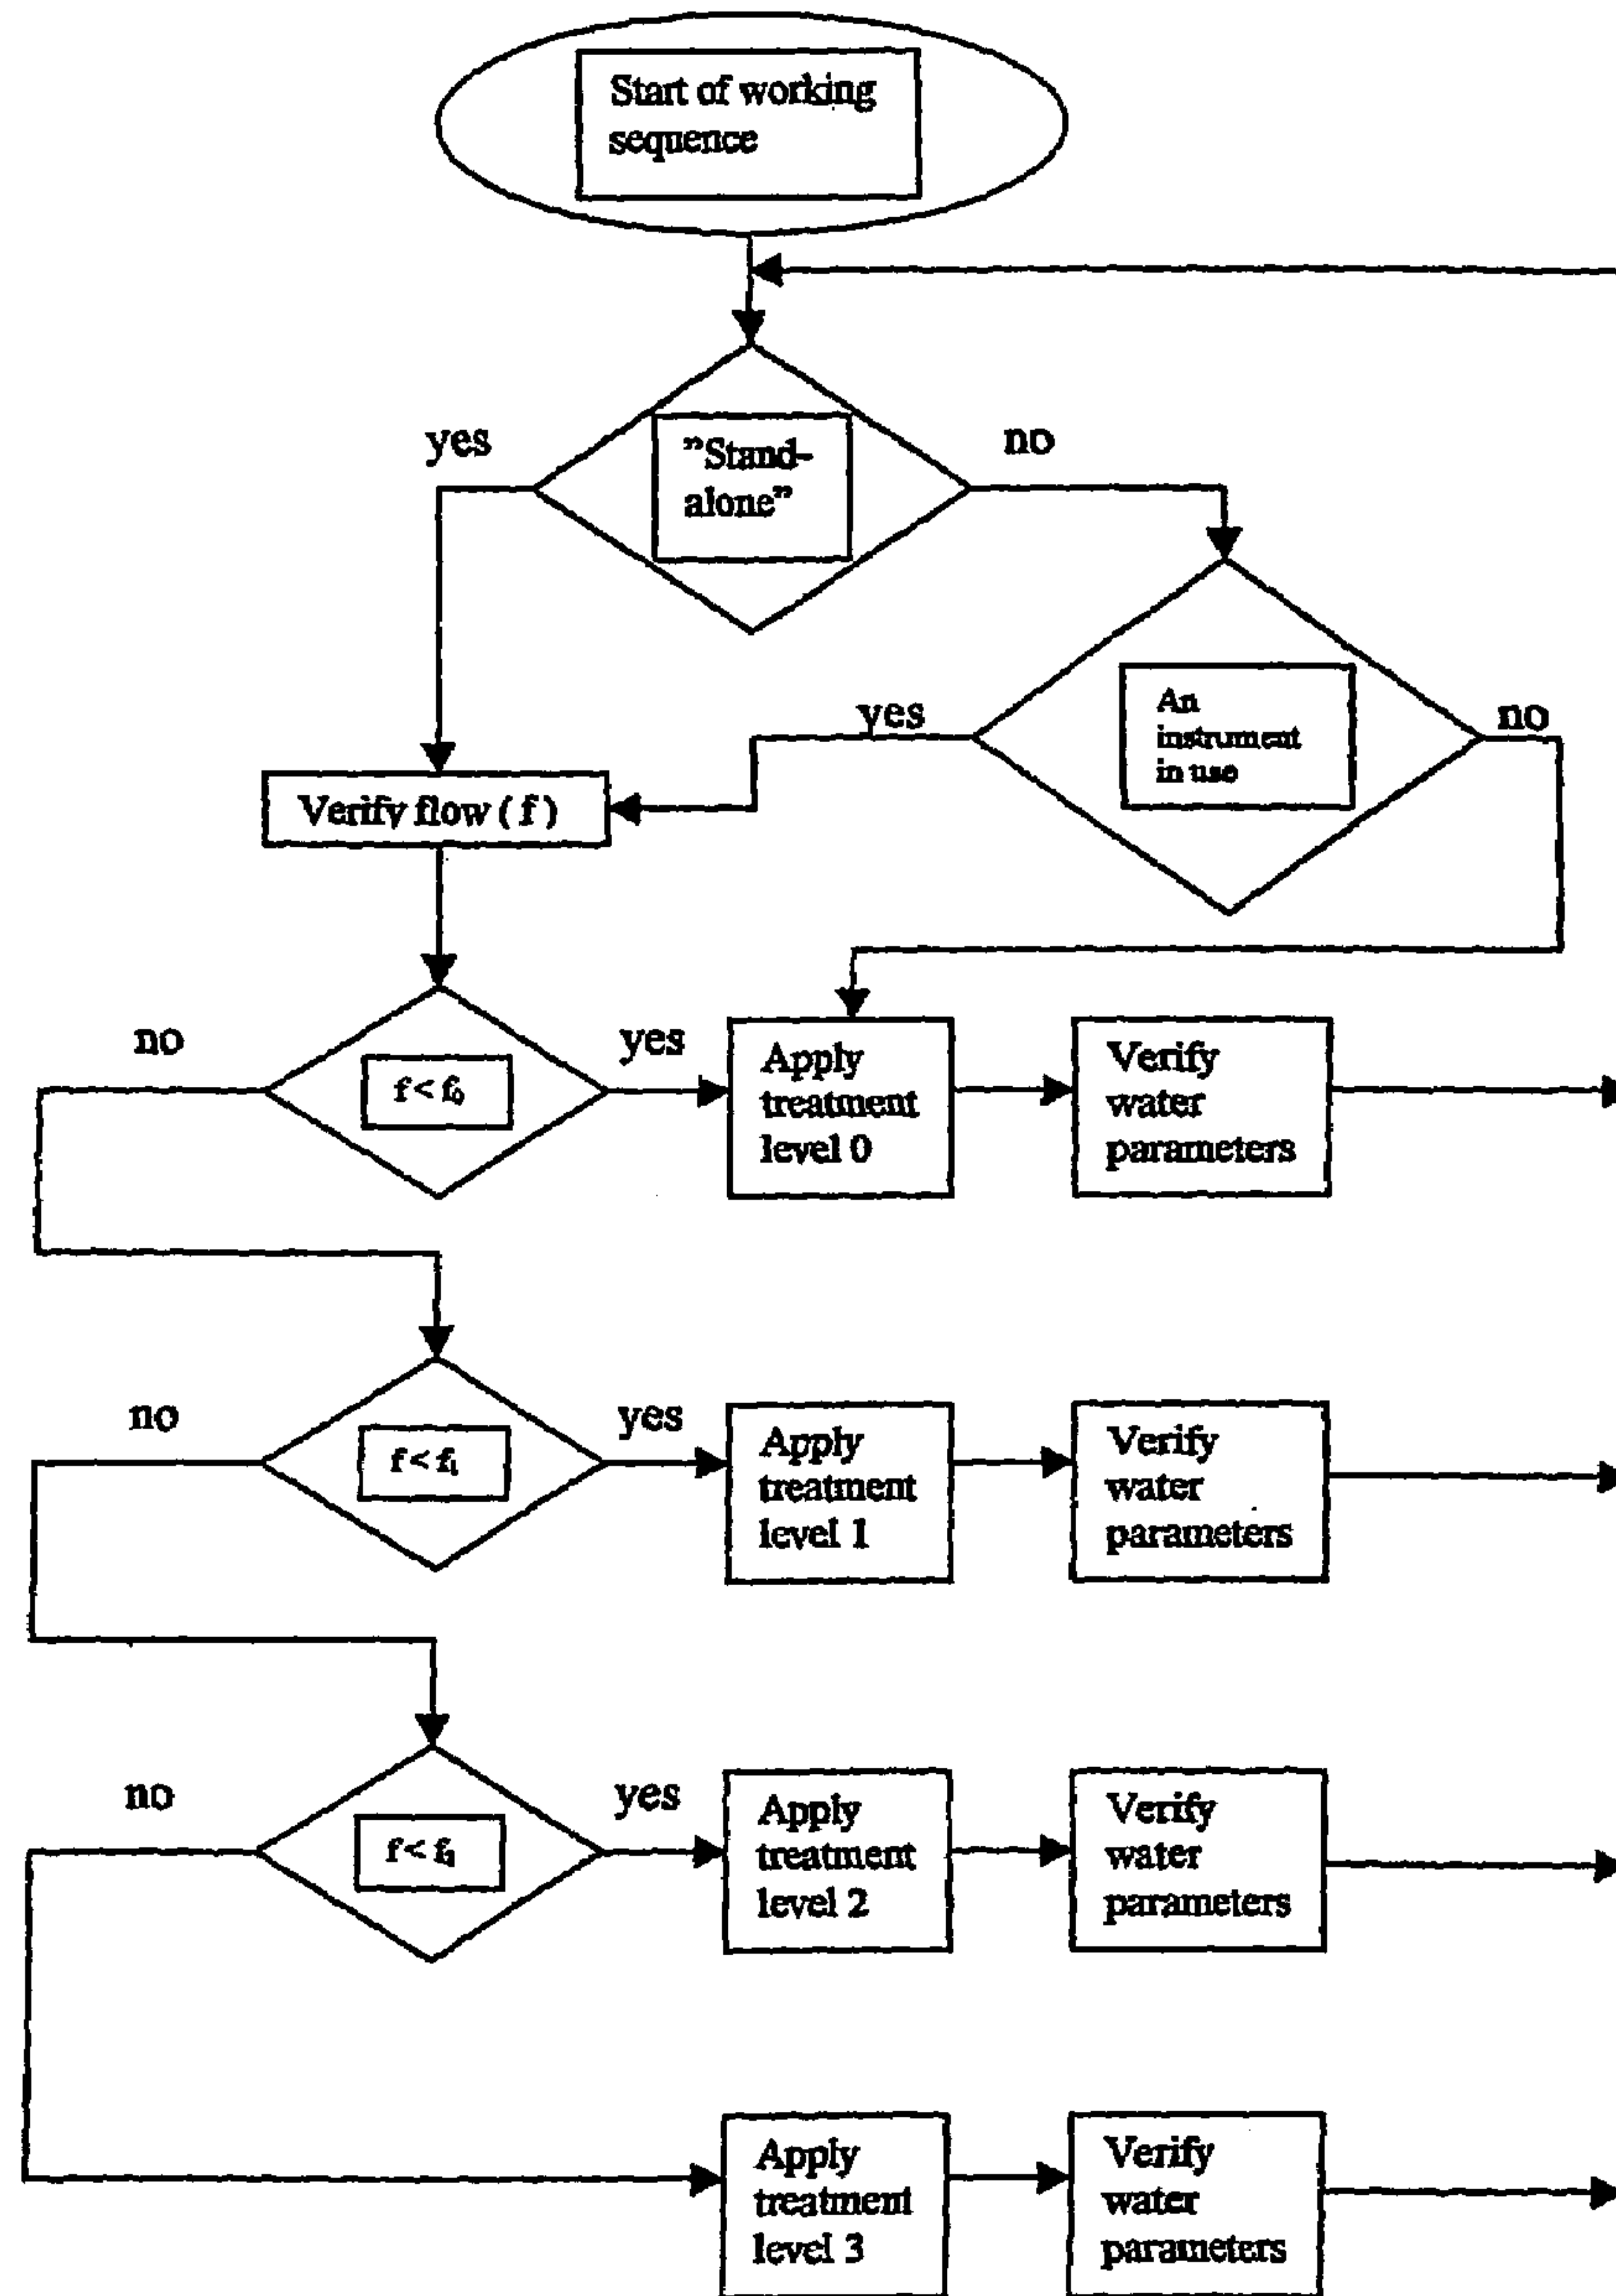 Start of working
sequence
yes
”Stand-
alone”
no
yes
An
instrument
in use
no
Verify flow ( f )
no
f < f₀
yes
Apply
treatment
level 0
Verify
water
parameters
no
f < f₁
yes
Apply
treatment
level 1
Verify
water
parameters
no
f <
yes
Apply
treatment
level 2
Verify
water
parameters
Apply
treatment
level 3
Verify
water
parameters